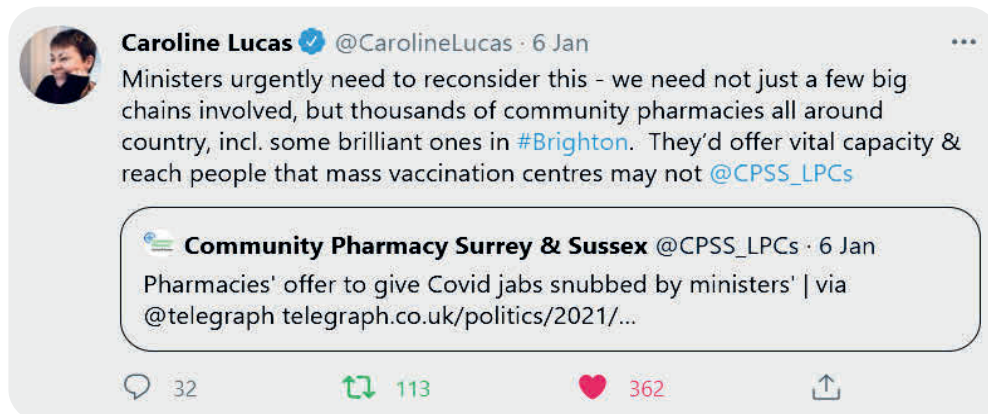 Caroline Lucas @CarolineLucas · 6 Jan
Ministers urgently need to reconsider this - we need not just a few big
chains involved, but thousands of community pharmacies all around
country, incl. some brilliant ones in #Brighton. They'd offer vital capacity &
reach people that mass vaccination centres may not @CPSS_LPCs
Community Pharmacy Surrey & Sussex @CPSS_LPCs · 6 Jan
Pharmacies' offer to give Covid jabs snubbed by ministers' | via
@telegraph telegraph.co.uk/politics/2021/...
32 113 362